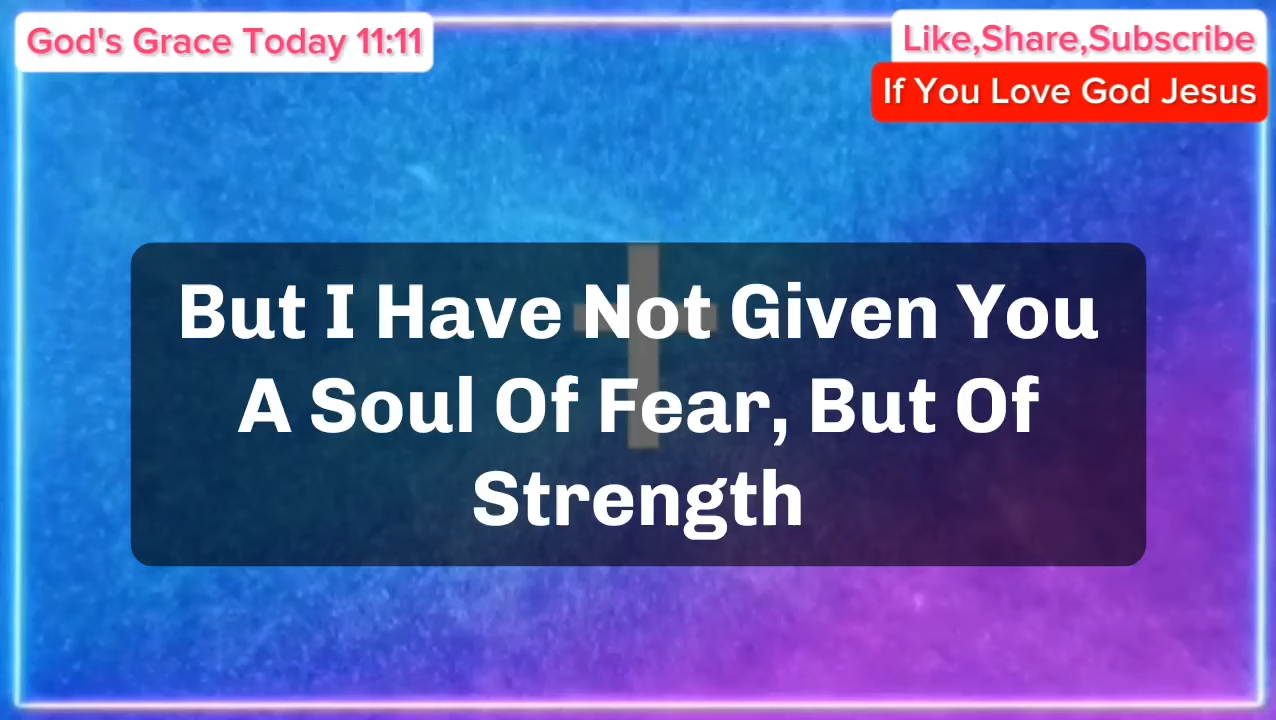 God's Grace Today 11:11
Like,Share,Subscribe
If You Love God Jesus
But I Have Not Given You
A Soul Of Fear, But Of
Strength